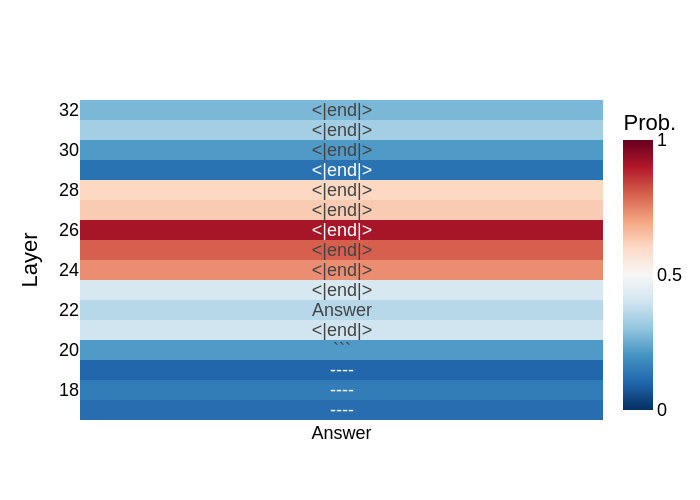 Prob.
32 <|end|> 1
<|end|>
30 <|end|>
<|end|>
28 <|end|>
<|end|>
26 <|end|>
<|end|>
24 <|end|> 0.5
<|end|>
22 Answer
<|end|>
20 ```
----
18 ----
---- 0
Layer
Answer